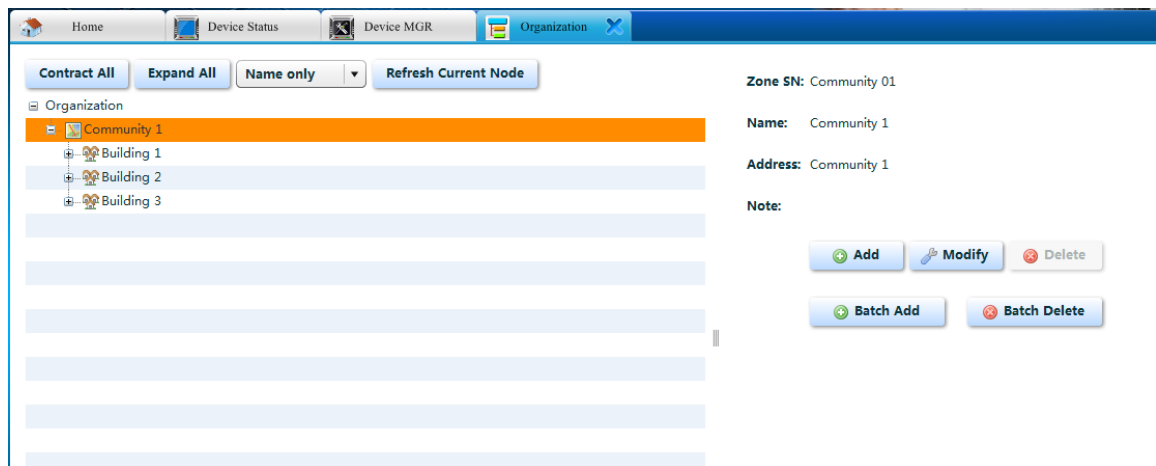 Home Device Status Device MGR Organization
Contract All Expand All Name only Refresh Current Node
Organization
Community 1
Building 1
Building 2
Building 3
Zone SN: Community 01
Name: Community 1
Address: Community 1
Note:
Add Modify Delete
Batch Add Batch Delete